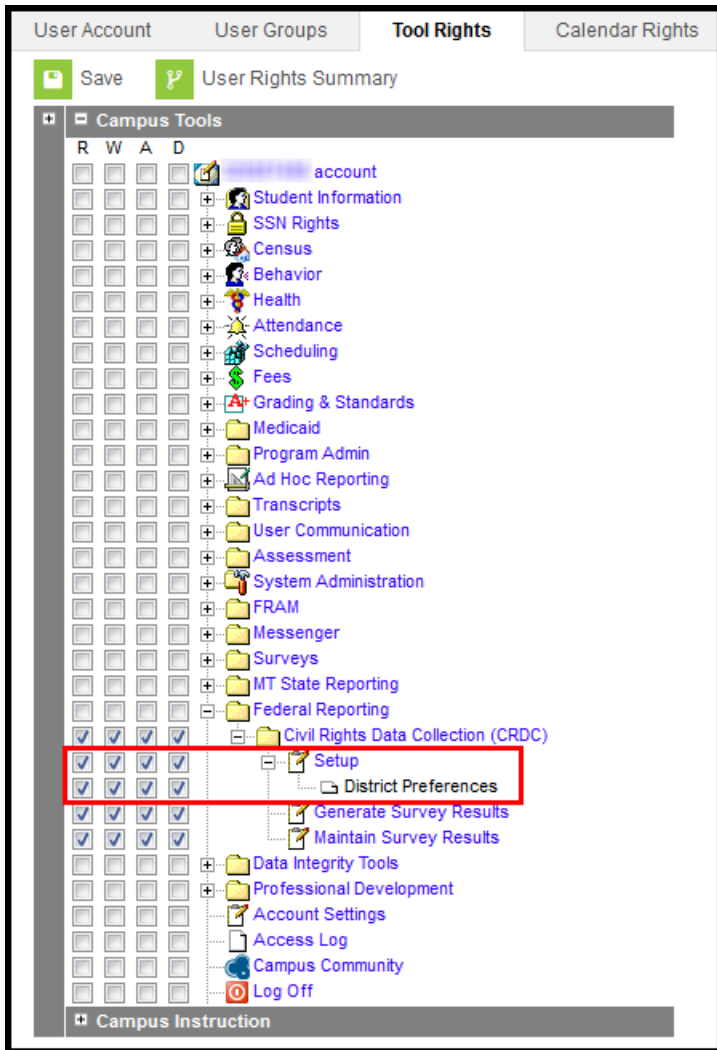 User Account User Groups Tool Rights Calendar Rights
Save User Rights Summary
Campus Tools
R W A D
account
Student Information
SSN Rights
Census
Behavior
Health
Attendance
Scheduling
Fees
Grading & Standards
Medicaid
Program Admin
Ad Hoc Reporting
Transcripts
User Communication
Assessment
System Administration
FRAM
Messenger
Surveys
MT State Reporting
Federal Reporting
Civil Rights Data Collection (CRDC)
Setup
District Preferences
Generate Survey Results
Maintain Survey Results
Data Integrity Tools
Professional Development
Account Settings
Access Log
Campus Community
Log Off
Campus Instruction